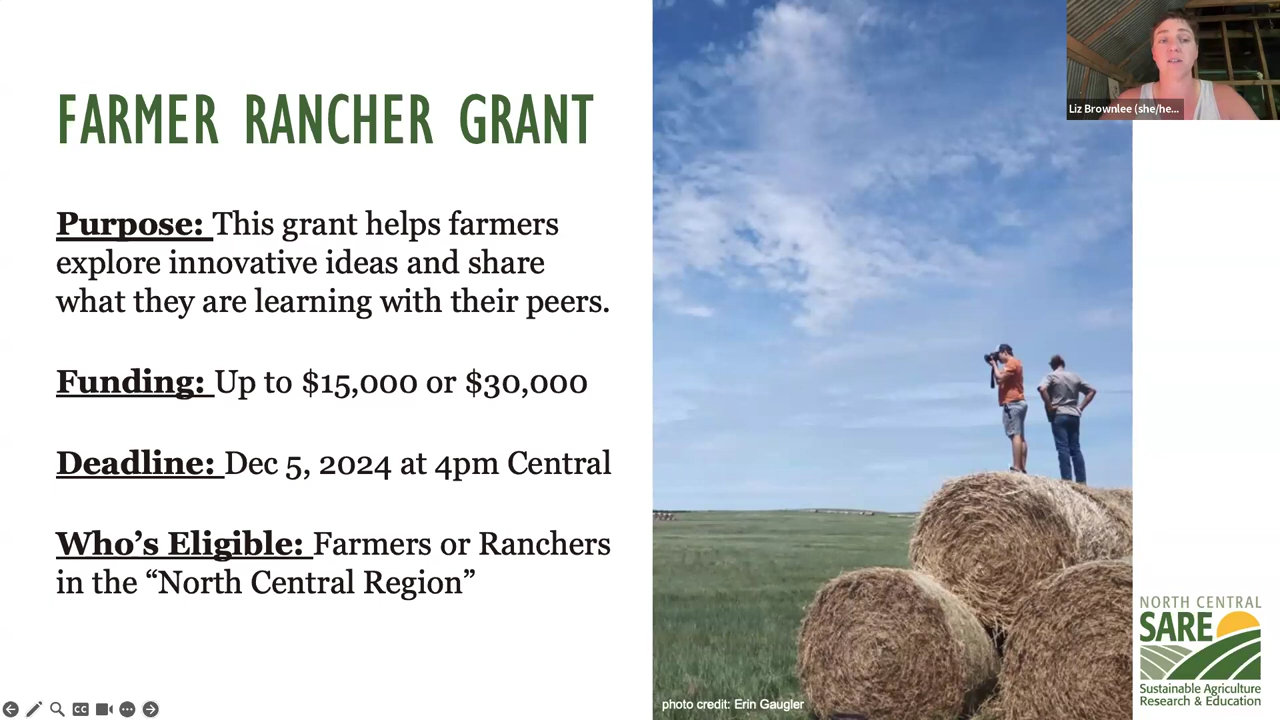 FARMER RANCHER GRANT
Purpose: This grant helps farmers
explore innovative ideas and share
what they are learning with their peers.
Funding: Up to $15,000 or $30,000
Deadline: Dec 5, 2024 at 4pm Central
Who’s Eligible: Farmers or Ranchers
in the “North Central Region”
photo credit: Erin Gaugler
Liz Brownlee (she/he...
NORTH CENTRAL
SARE
Sustainable Agriculture
Research & Education
CC